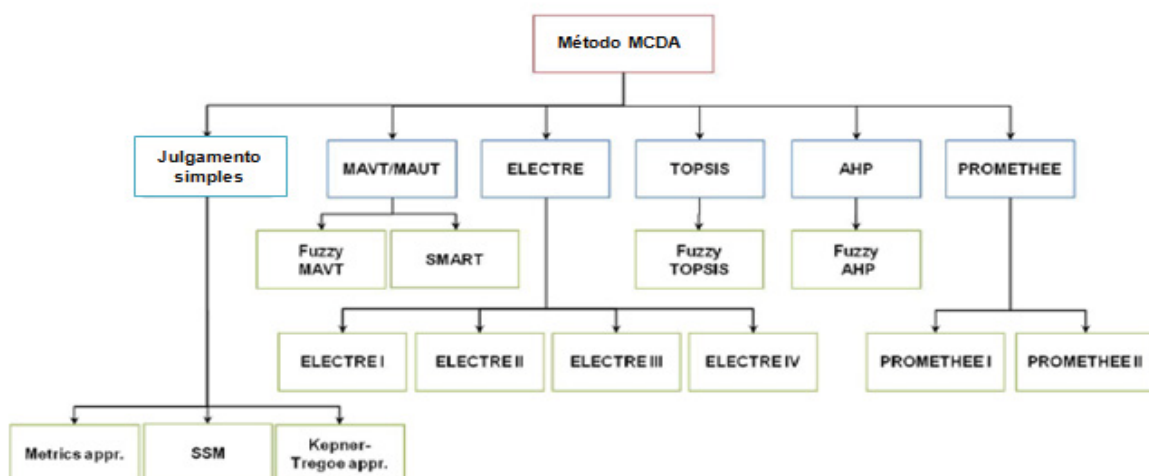 Método MCDA
Julgamento
simples
MAVT/MAUT
ELECTRE
TOPSIS
AHP
PROMETHEE
Fuzzy
MAVT
SMART
Fuzzy
TOPSIS
Fuzzy
AHP
ELECTRE I
ELECTRE II
ELECTRE III
ELECTRE IV
PROMETHEE I
PROMETHEE II
Metrics appr.
SSM
Kepner-
Tregoe appr.